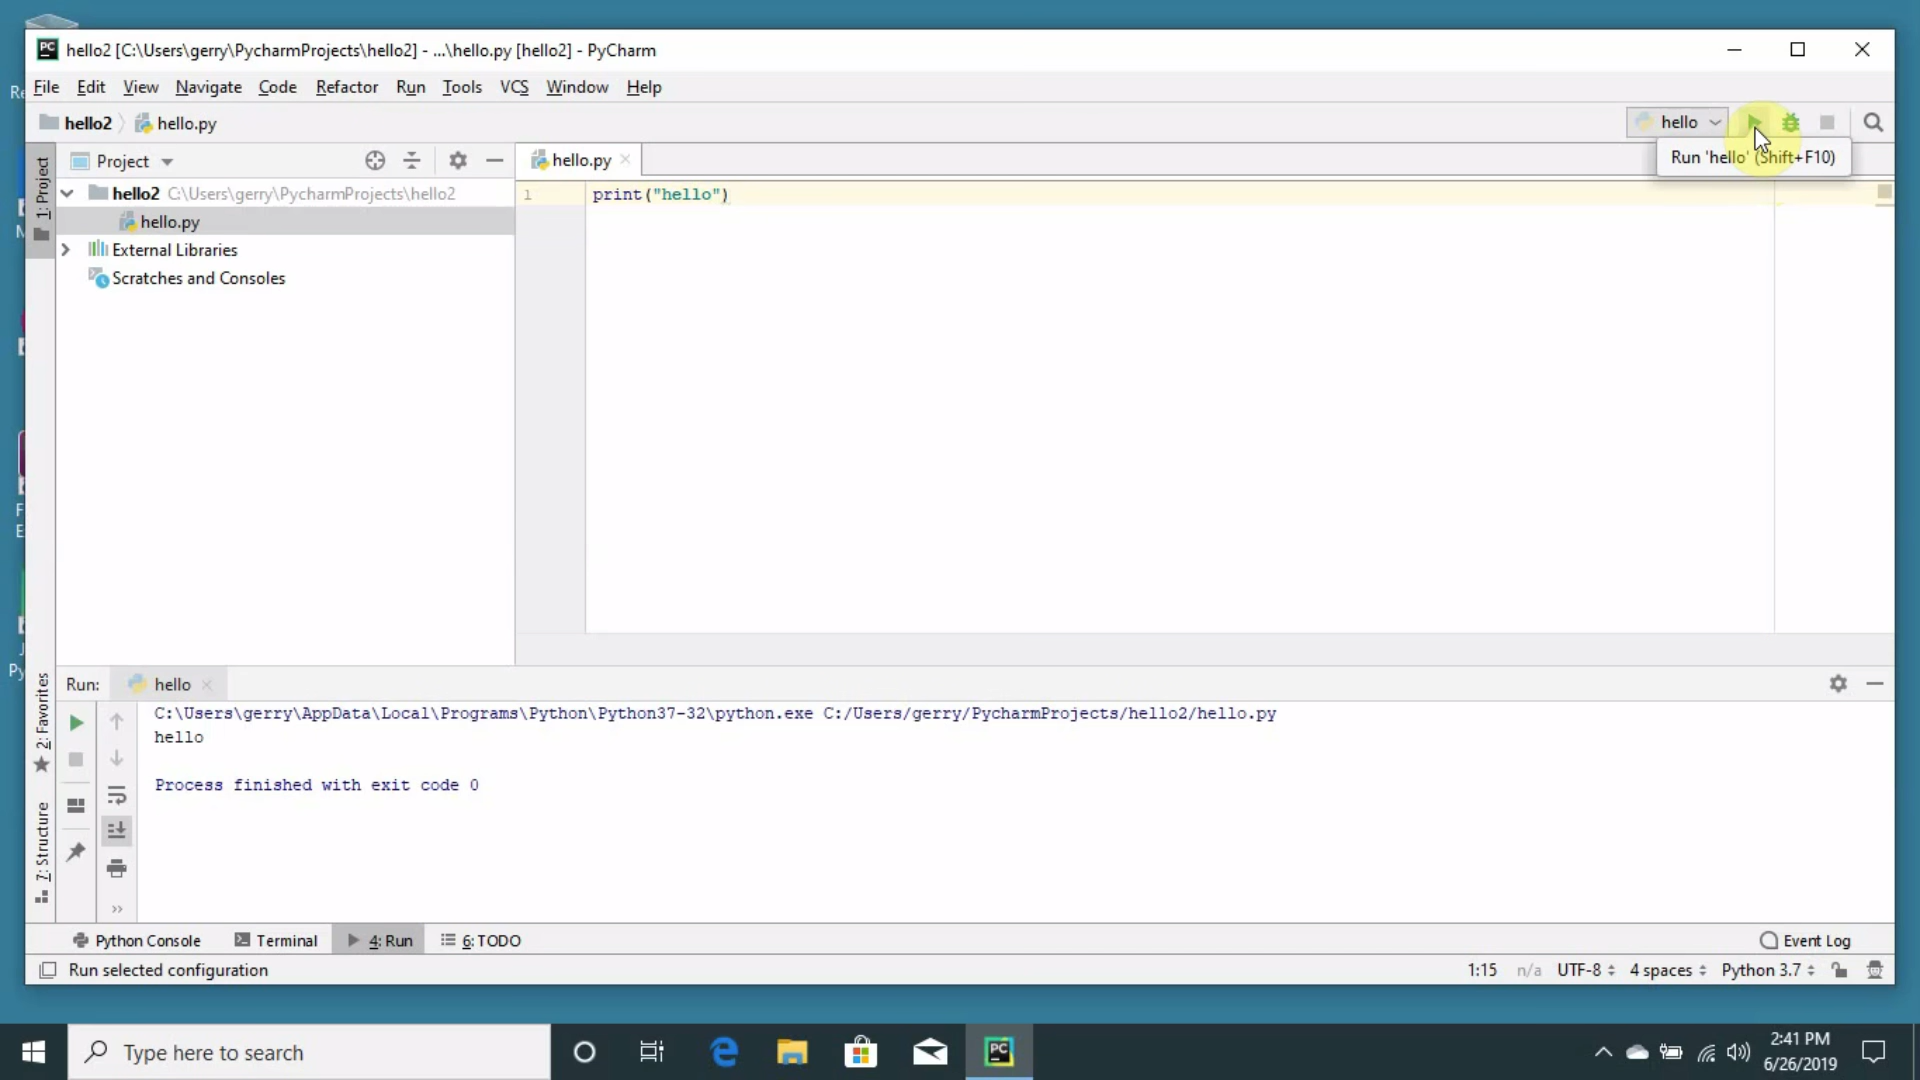 PC hello2 [C:\Users\gerry\PycharmProjects\hello2] - ...\hello.py [hello2] - PyCharm
File Edit View Navigate Code Refactor Run Tools VCS Window Help
hello2 hello.py hello
Run 'hello' (Shift+F10)
1: Project
Project hello.py
hello2 C:\Users\gerry\PycharmProjects\hello2
hello.py
External Libraries
Scratches and Consoles
1 print("hello")
2: Favorites
7: Structure
Run: hello
C:\Users\gerry\AppData\Local\Programs\Python\Python37-32\python.exe C:/Users/gerry/PycharmProjects/hello2/hello.py
hello
Process finished with exit code 0
Python Console Terminal 4: Run 6: TODO Event Log
Run selected configuration 1:15 n/a UTF-8 4 spaces Python 3.7
Type here to search PC 2:41 PM
6/26/2019